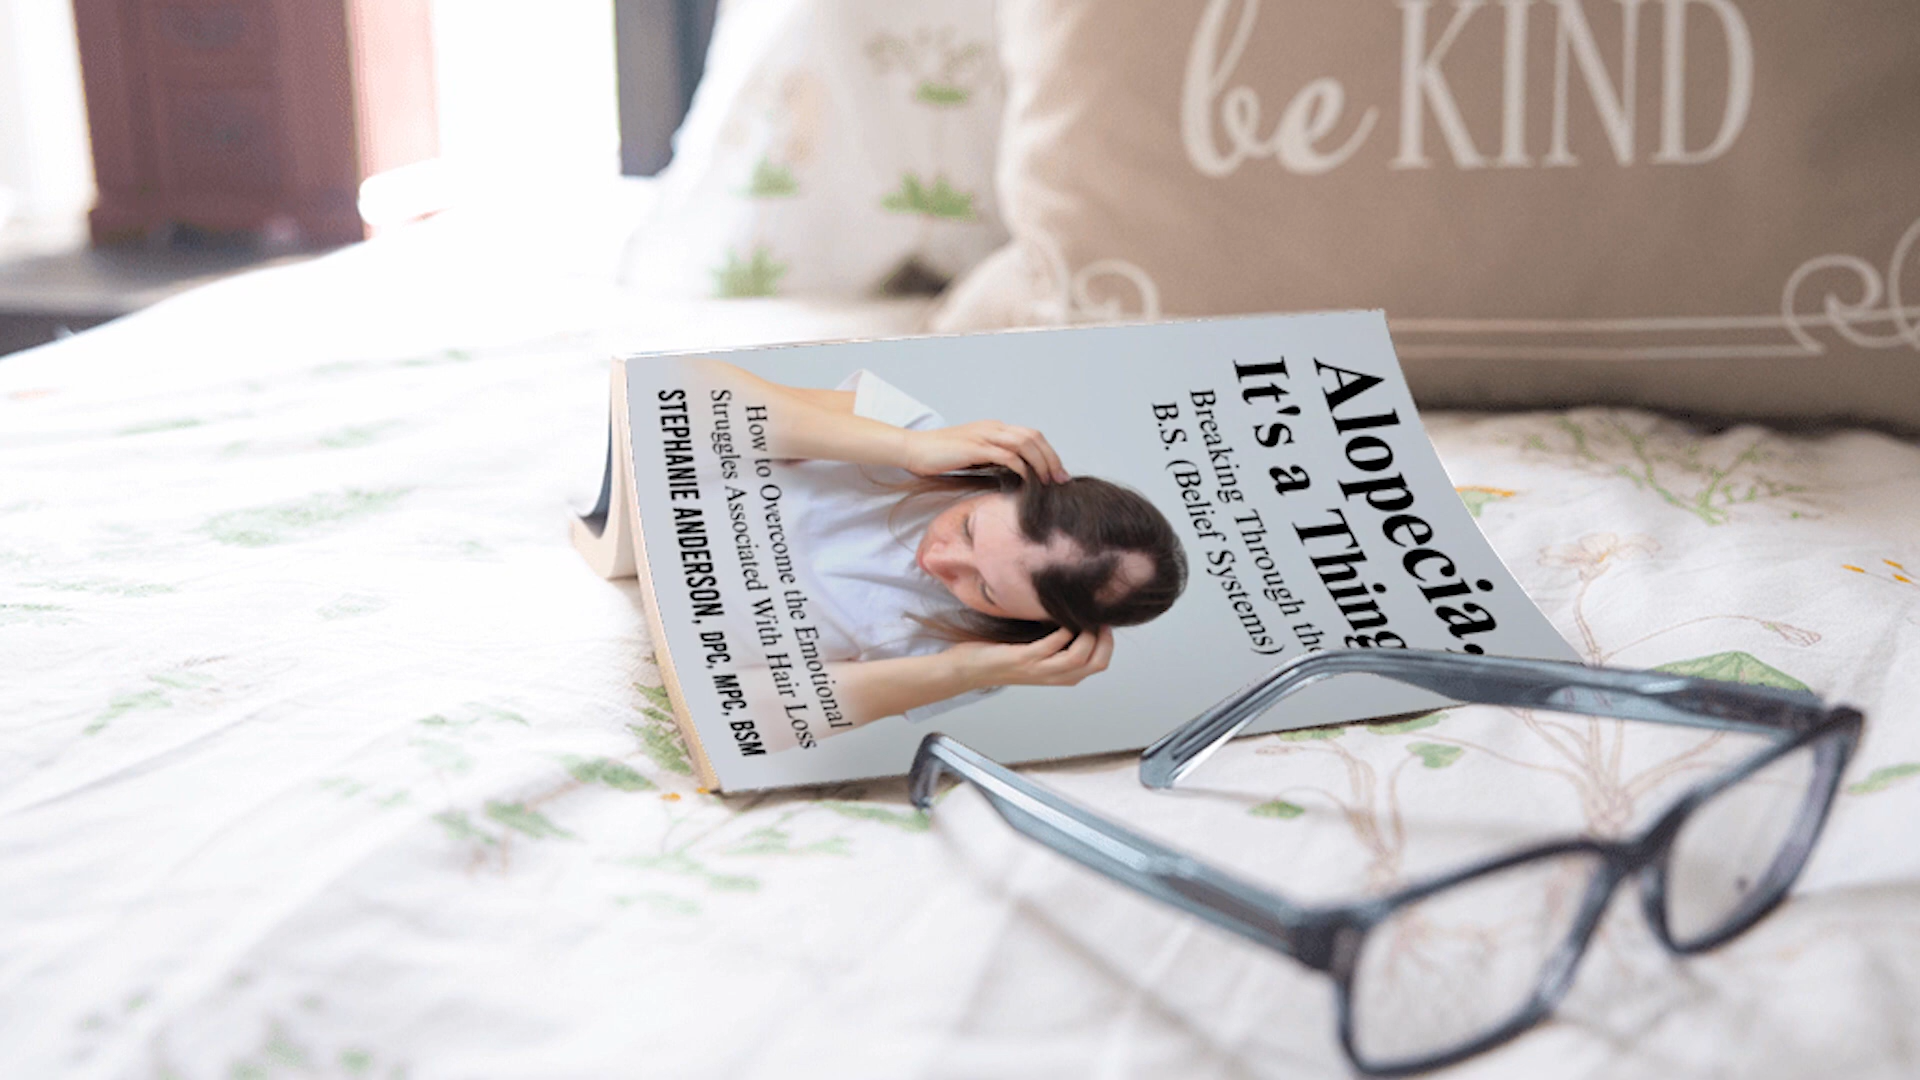 be KIND
Alopecia:
It's a Thing
Breaking Through the
B.S. (Belief Systems)
How to Overcome the Emotional
Struggles Associated With Hair Loss
STEPHANIE ANDERSON, DPC, MPC, BSM